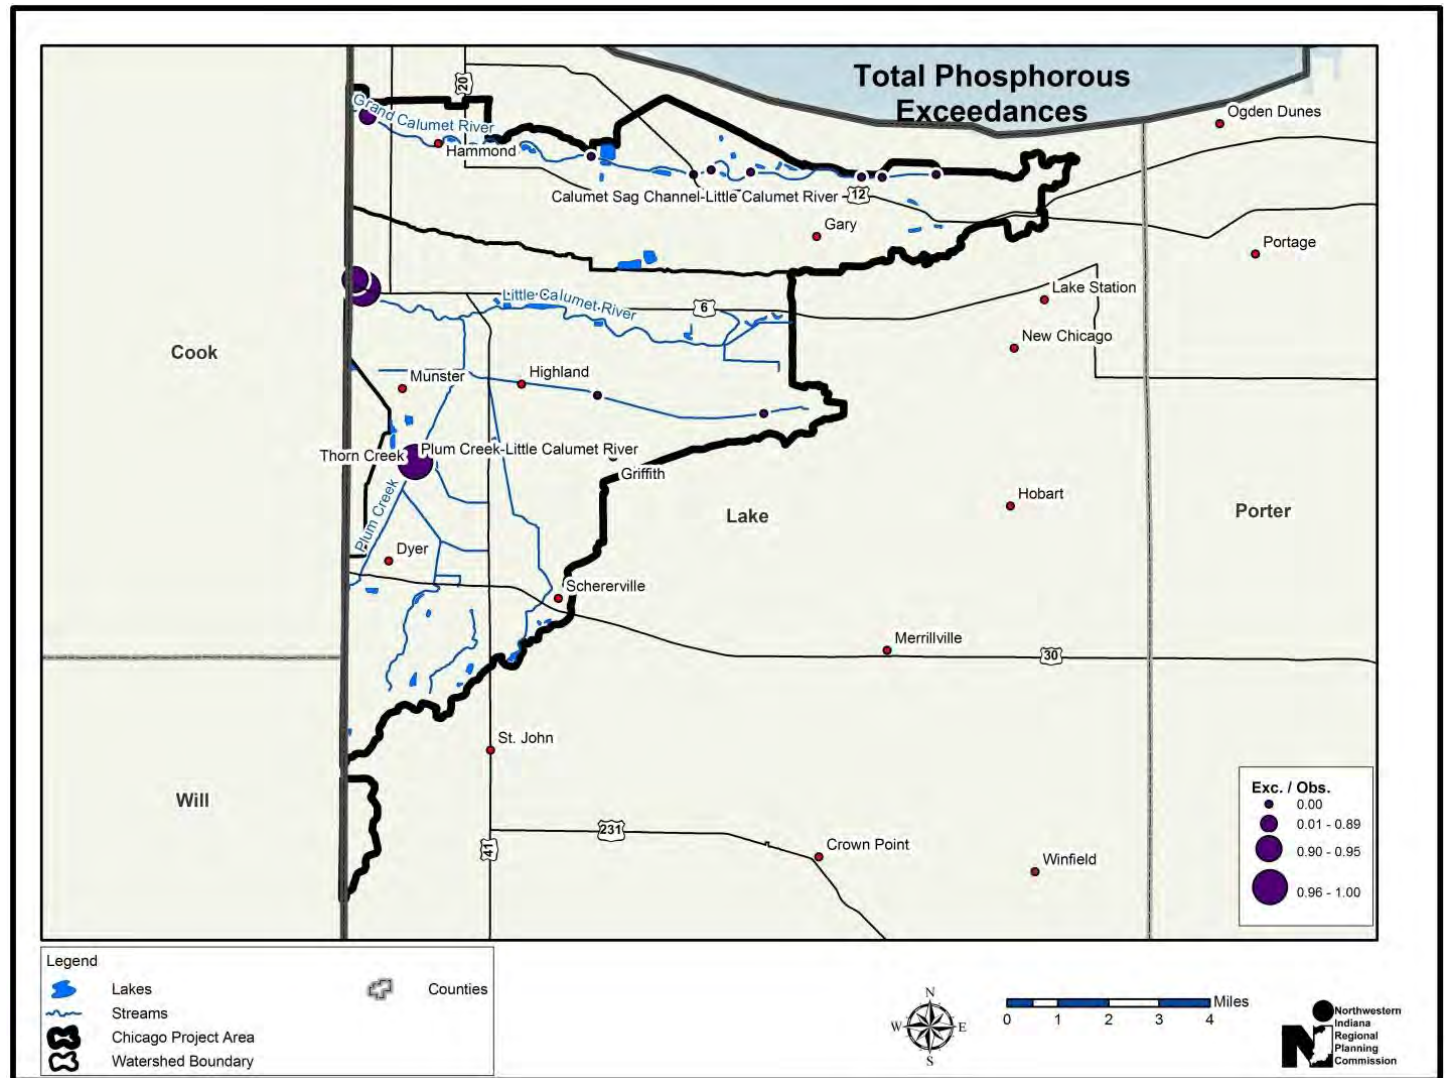 Total Phosphorous
Exceedances
Ogden Dunes
20
Grand Calumet River
Hammond
Calumet Sag Channel-Little Calumet River
12
Gary
Portage
Lake Station
Little Calumet River
6
New Chicago
Cook
Munster
Highland
Thorn Creek
Plum Creek-Little Calumet River
Griffith
Plum Creek
Hobart
Lake
Porter
Dyer
Schererville
Merrillville
30
St. John
Will
41
231
Crown Point
Winfield
Exc. / Obs.
0.00
0.01 - 0.89
0.90 - 0.95
0.96 - 1.00
Legend
Lakes
Counties
Streams
Chicago Project Area
Watershed Boundary
N
W
E
S
Miles
0 1 2 3 4
Northwestern
Indiana
Regional
Planning
Commission